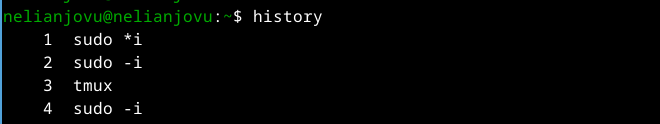 nelianjovu@nelianjovu:~$ history
1 sudo *i
2 sudo -i
3 tmux
4 sudo -i